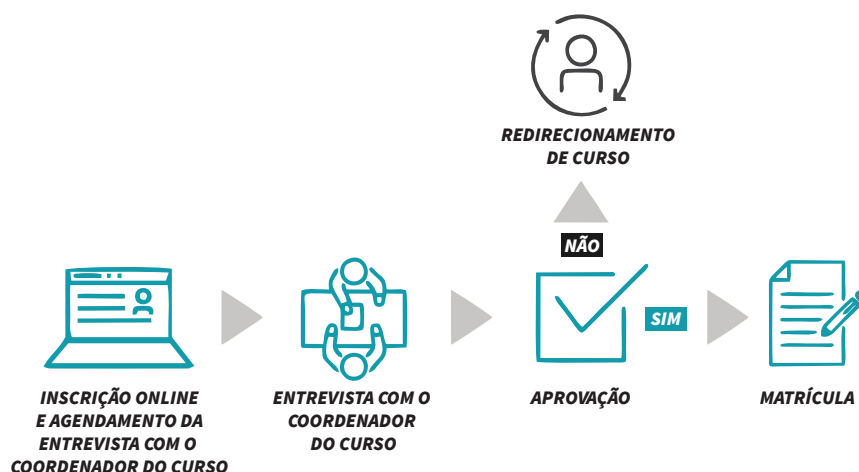 REDIRECIONAMENTO
DE CURSO
NÃO
SIM
INSCRIÇÃO ONLINE
E AGENDAMENTO DA
ENTREVISTA COM O
COORDENADOR DO CURSO
ENTREVISTA COM O
COORDENADOR
DO CURSO
APROVAÇÃO
MATRÍCULA